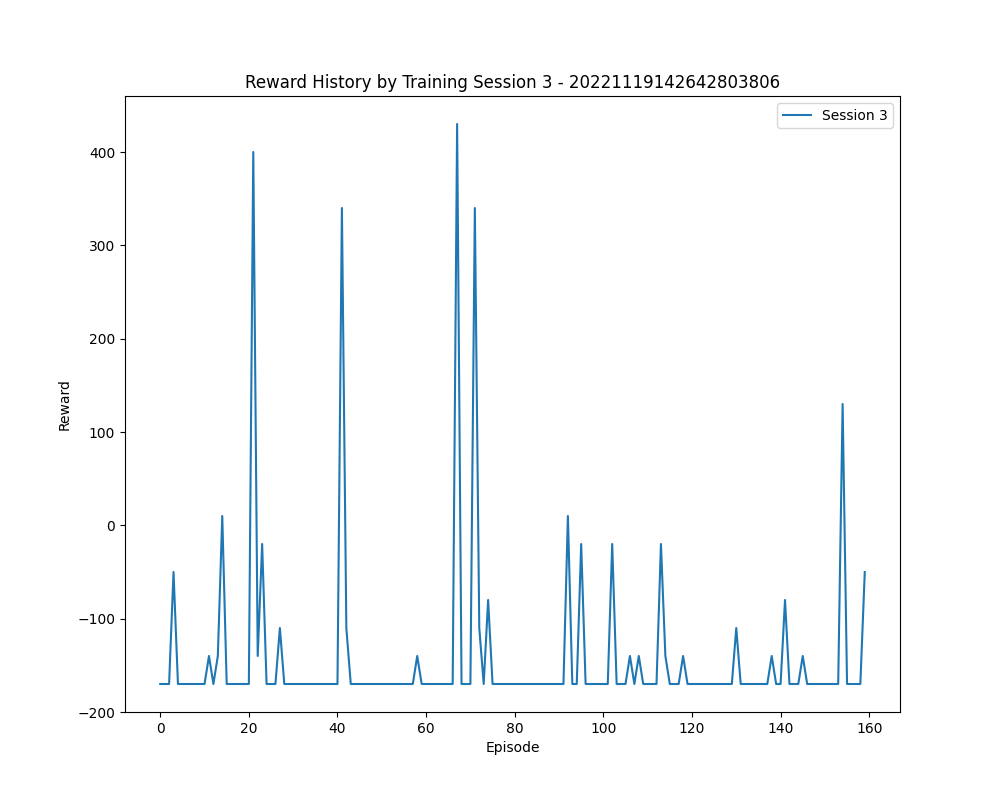 Reward History by Training Session 3 - 20221119142642803806
Session 3
400
300
200
100
0
−100
−200
Reward
0 20 40 60 80 100 120 140 160
Episode